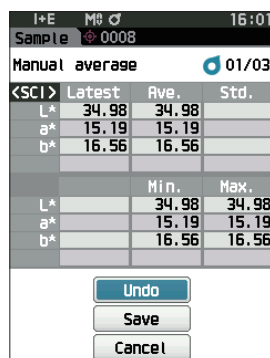 I+E M0 ♂ 16:01
Sample 0008
Manual average 01/03
<SCI> Latest Ave. Std.
L* 34.98 34.98
a* 15.19 15.19
b* 16.56 16.56
Min. Max.
L* 34.98 34.98
a* 15.19 15.19
b* 16.56 16.56
Undo
Save
Cancel